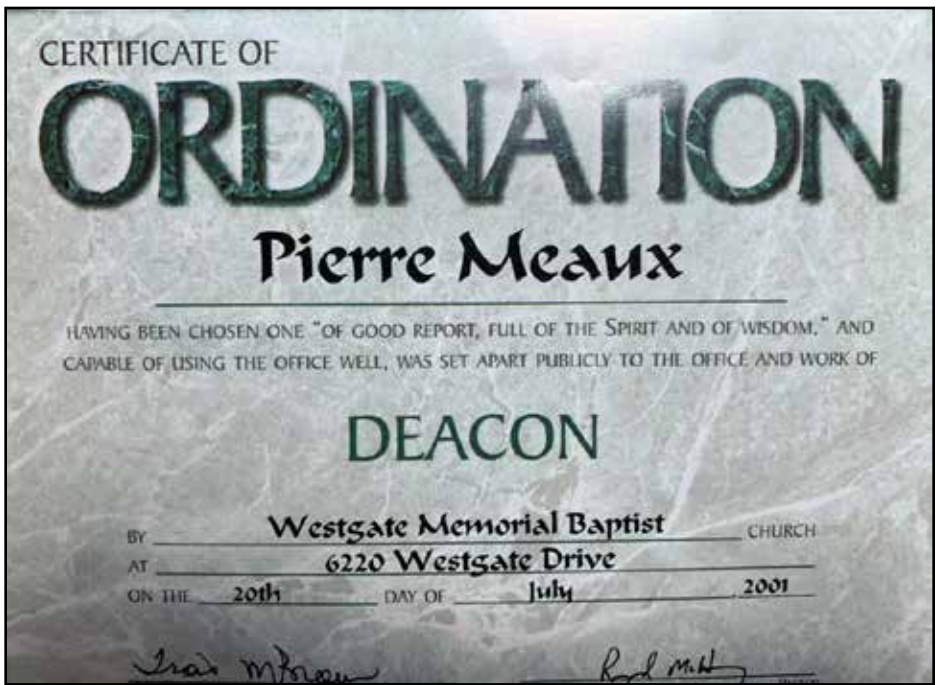 CERTIFICATE OF
ORDINATION
Pierre Meaux
HAVING BEEN CHOSEN ONE "OF GOOD REPORT, FULL OF THE SPIRIT AND OF WISDOM," AND
CAPABLE OF USING THE OFFICE WELL, WAS SET APART PUBLICLY TO THE OFFICE AND WORK OF
DEACON
BY Westgate Memorial Baptist CHURCH
AT 6220 Westgate Drive
ON THE 20th DAY OF July, 2001